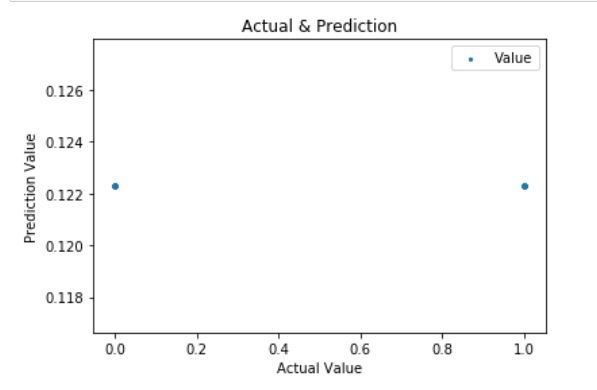 Actual & Prediction
Value
0.126
0.124
0.122
0.120
0.118
Prediction Value
0.0 0.2 0.4 0.6 0.8 1.0
Actual Value